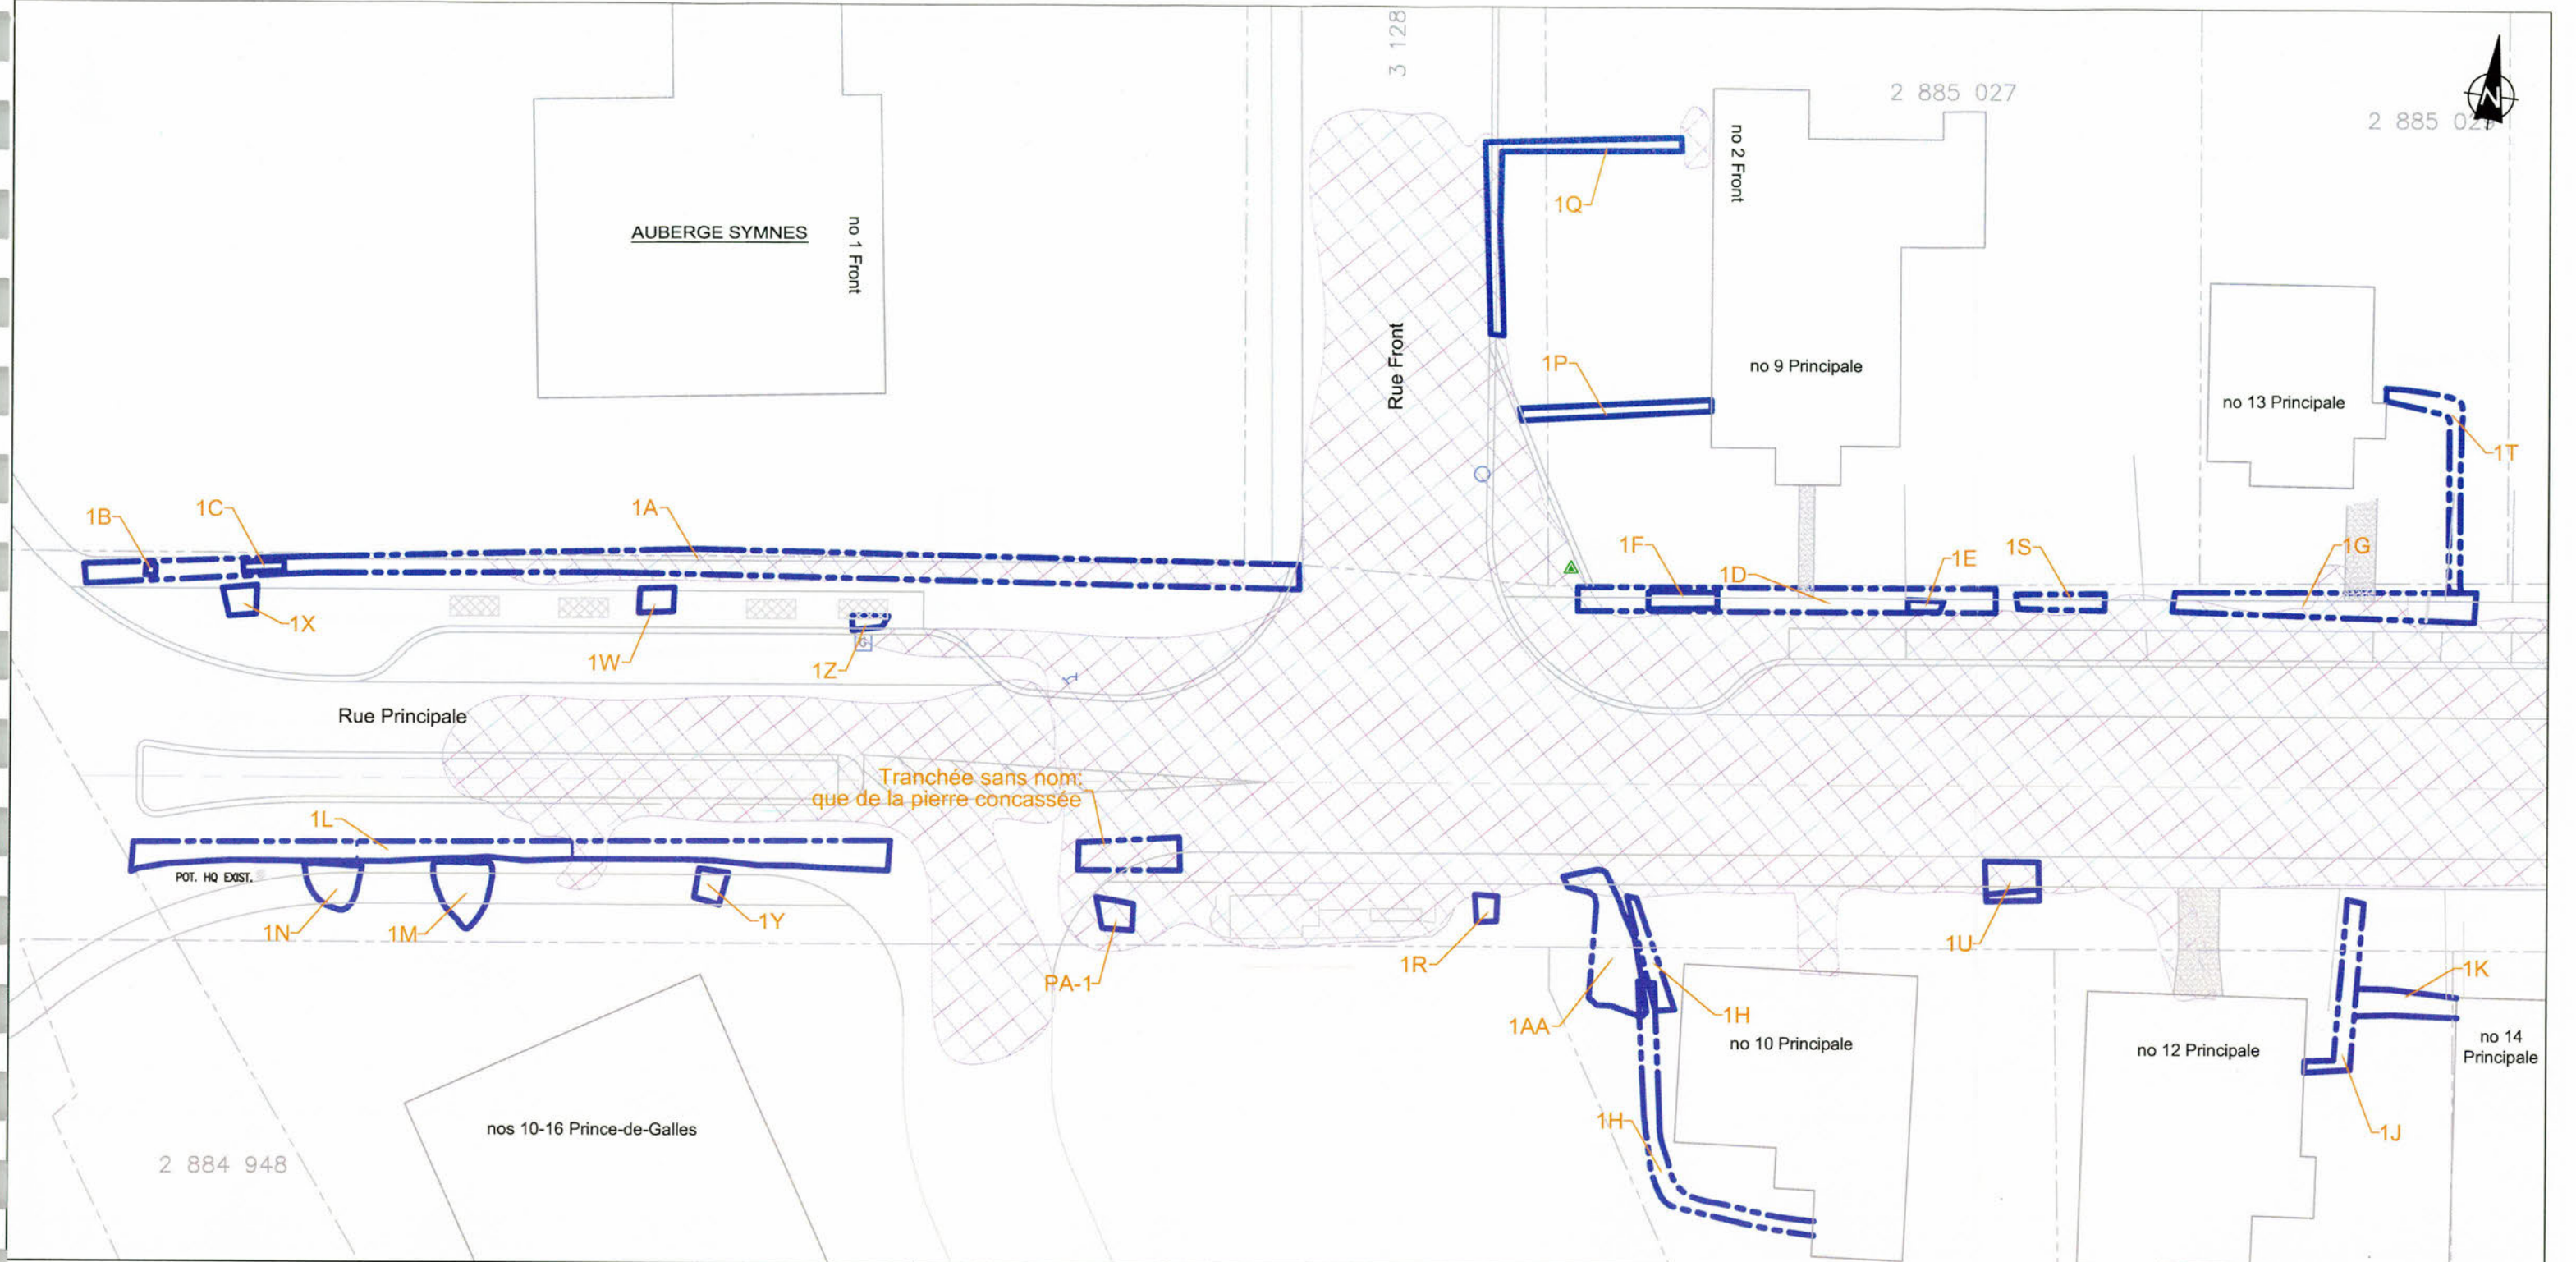 3 128
2 885 027
2 885 029
N
no 2 Front
1Q
AUBERGE SYMNES
no 1 Front
Rue Front
1P
no 9 Principale
no 13 Principale
1T
1B
1C
1A
1F
1D
1E
1S
1G
1X
1W
1Z
G
Rue Principale
Tranchée sans nom:
que de la pierre concassée
1L
POT. HQ EXIST.
1N
1M
1Y
PA-1
1R
1U
1K
1AA
1H
no 10 Principale
no 12 Principale
no 14
Principale
1H
1J
nos 10-16 Prince-de-Galles
2 884 948